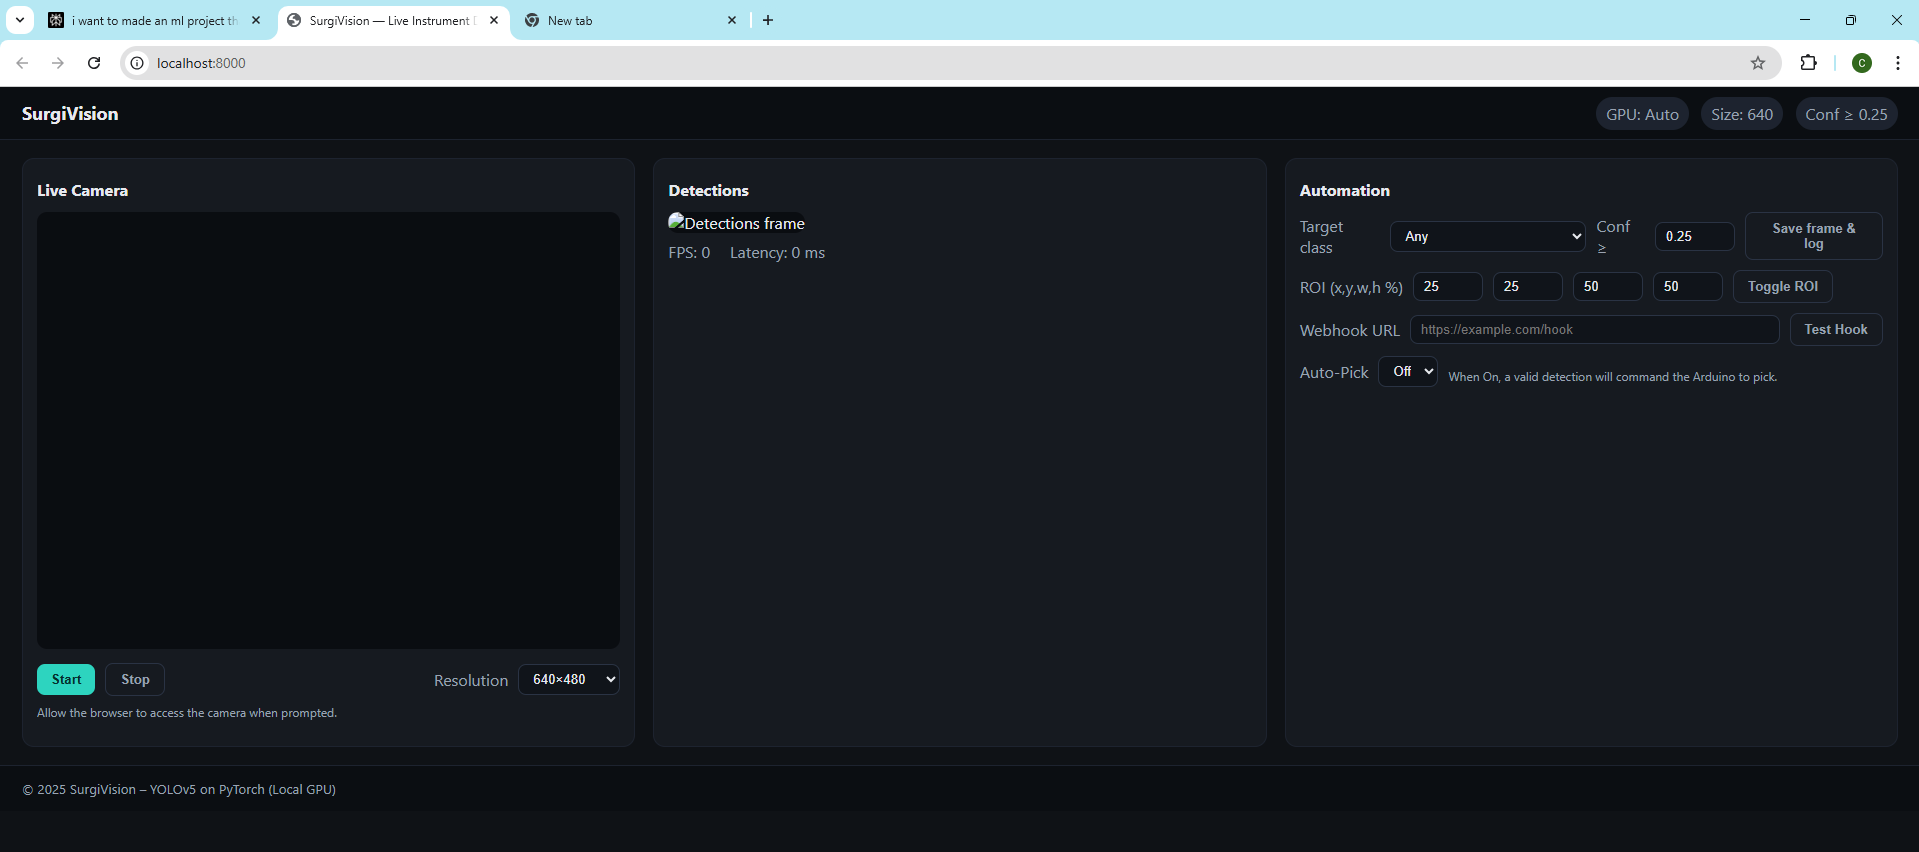 i want to made an ml project th
SurgiVision — Live Instrument D
New tab
localhost:8000
C
SurgiVision
GPU: Auto
Size: 640
Conf ≥ 0.25
Live Camera
Start
Stop
Resolution
640×480
Allow the browser to access the camera when prompted.
Detections
Detections frame
FPS: 0 Latency: 0 ms
Automation
Target
class
Any
Conf
≥
0.25
Save frame &
log
ROI (x,y,w,h %)
25
25
50
50
Toggle ROI
Webhook URL
https://example.com/hook
Test Hook
Auto-Pick
Off
When On, a valid detection will command the Arduino to pick.
© 2025 SurgiVision – YOLOv5 on PyTorch (Local GPU)